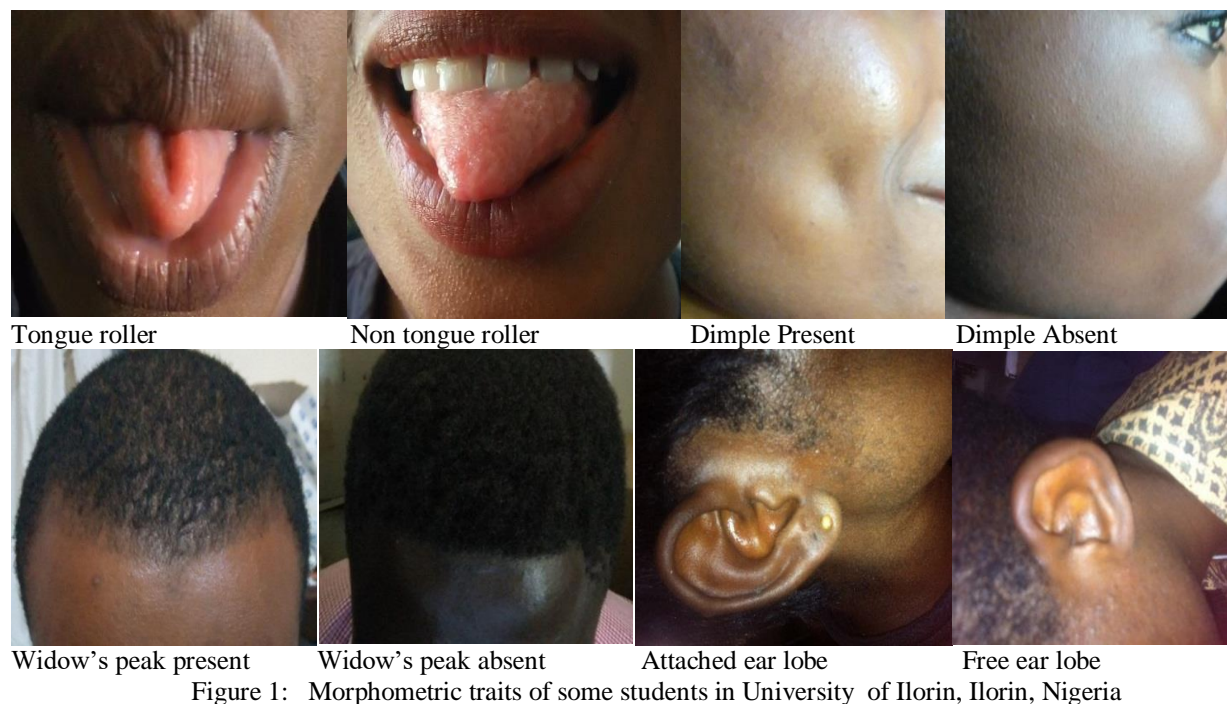 Tongue roller Non tongue roller Dimple Present Dimple Absent
Widow's peak present Widow's peak absent Attached ear lobe Free ear lobe
Figure 1: Morphometric traits of some students in University of Ilorin, Ilorin, Nigeria